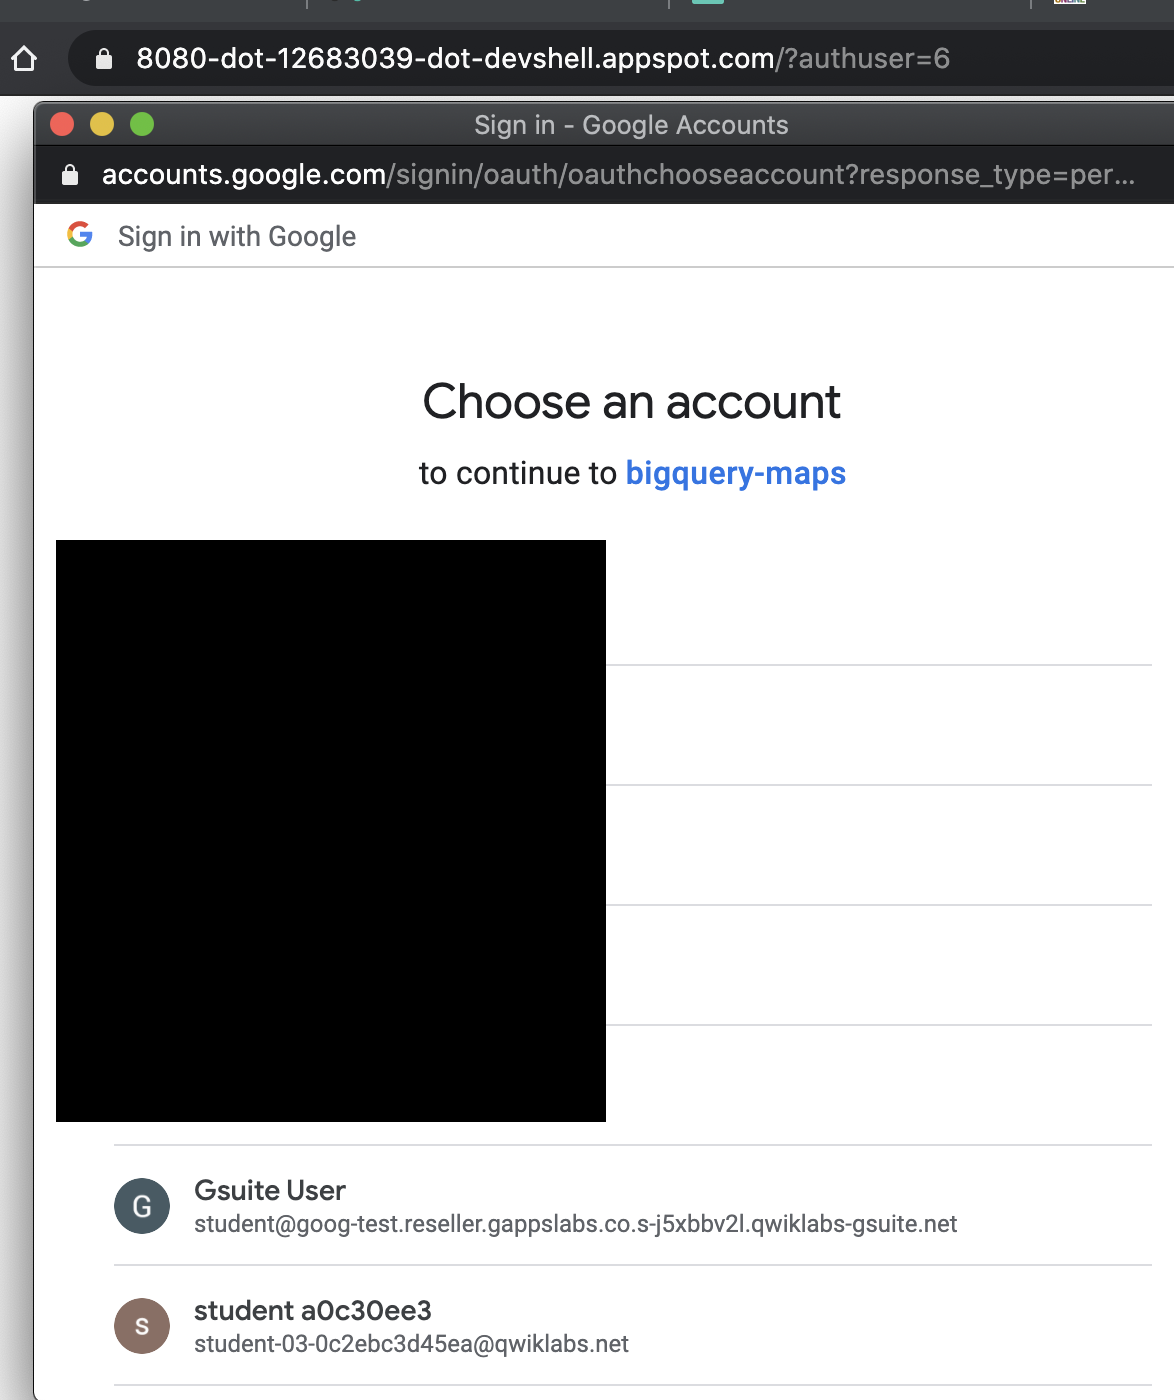 8080-dot-12683039-dot-devshell.appspot.com/?authuser=6
Sign in - Google Accounts
accounts.google.com/signin/oauth/oauthchooseaccount?response_type=per...
Sign in with Google
Choose an account
to continue to bigquery-maps
G
Gsuite User
student@goog-test.reseller.gappslabs.co.s-j5xbbv2l.qwiklabs-gsuite.net
s
student a0c30ee3
student-03-0c2ebc3d45ea@qwiklabs.net